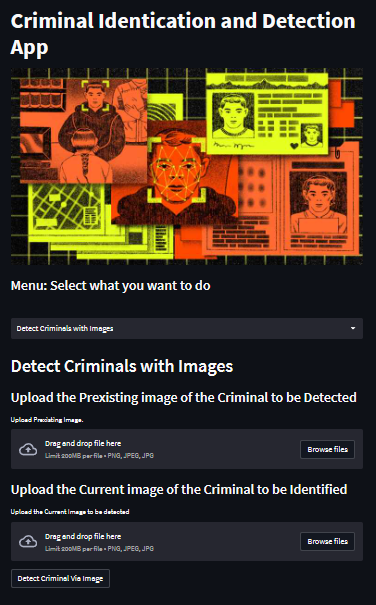 Criminal Identication and Detection
App
Menu: Select what you want to do
Detect Criminals with Images
Detect Criminals with Images
Upload the Prexisting image of the Criminal to be Detected
Upload Prexisting Image.
Drag and drop file here
Limit 200MB per file • PNG, JPEG, JPG
Browse files
Upload the Current image of the Criminal to be Identified
Upload the Current Image to be detected
Drag and drop file here
Limit 200MB per file • PNG, JPEG, JPG
Browse files
Detect Criminal Via Image